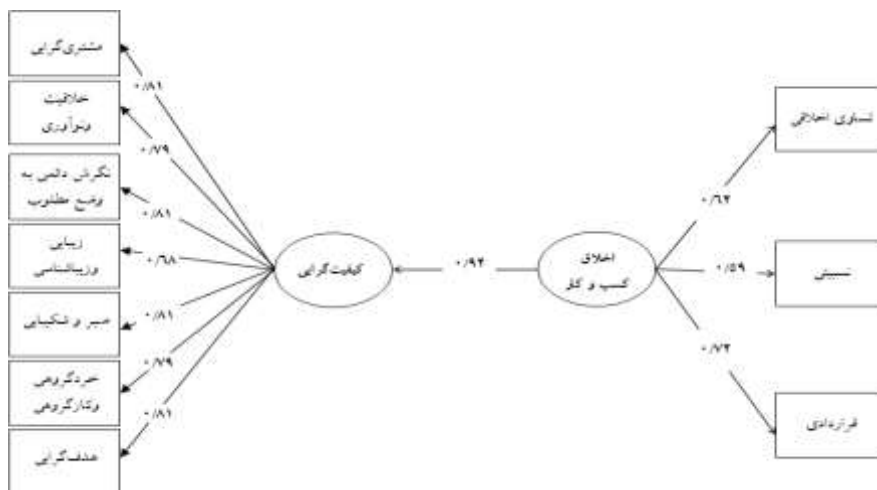 مشتری‌گرایی
خلاقیت
ونوآوری
نگرش دائمی به
وضع مطلوب
زیبایی
وزیباشناسی
صبر و شکیبایی
خردگروهی
وکارگروهی
هدف‌گرایی
۰/۸۱
۰/۷۹
۰/۸۱
۰/۶۸
۰/۸۱
۰/۷۹
۰/۸۱
کیفیت‌گرایی
۰/۹۲
اخلاق
کسب و کار
۰/۶۲
۰/۵۹
۰/۷۲
تساوی اخلاقی
نسبیتی
قراردادی